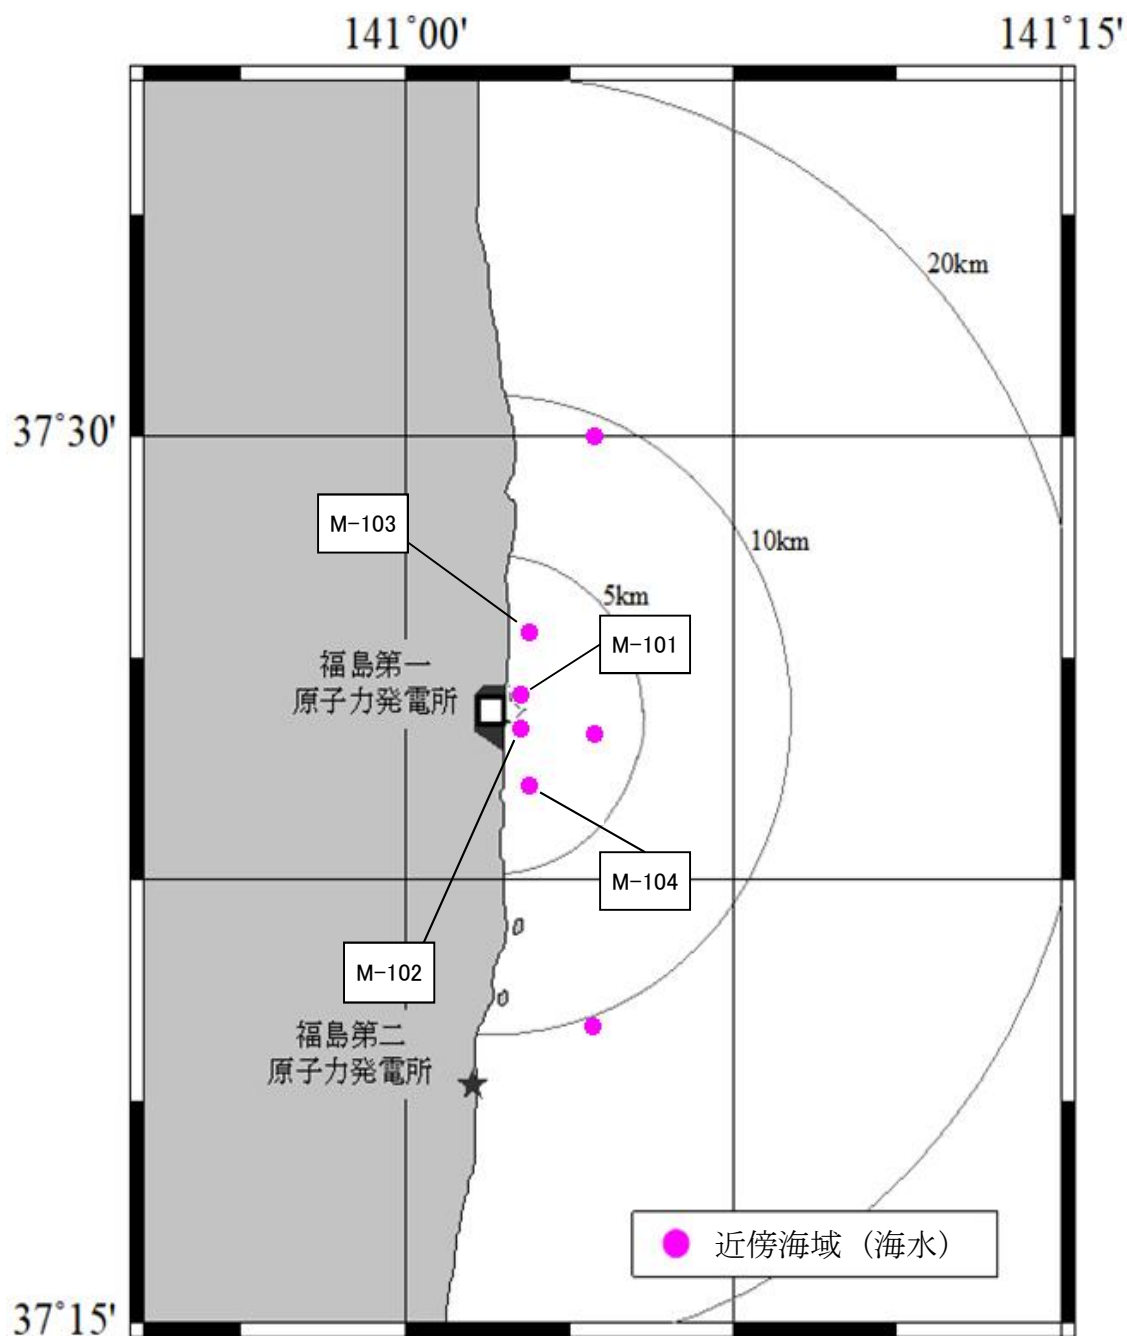 141°00'
141°15'
20km
37°30'
M-103
10km
5km
M-101
福島第一
原子力発電所
M-104
M-102
福島第二
原子力発電所
近傍海域（海水）
37°15'